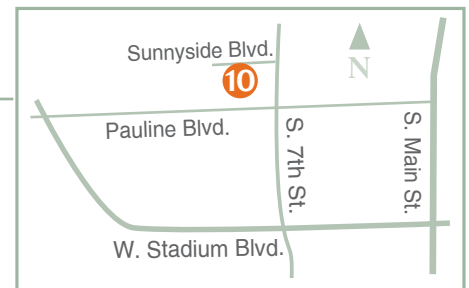 Sunnyside Blvd.
N
10
Pauline Blvd.
S. 7th St.
S. Main St.
W. Stadium Blvd.